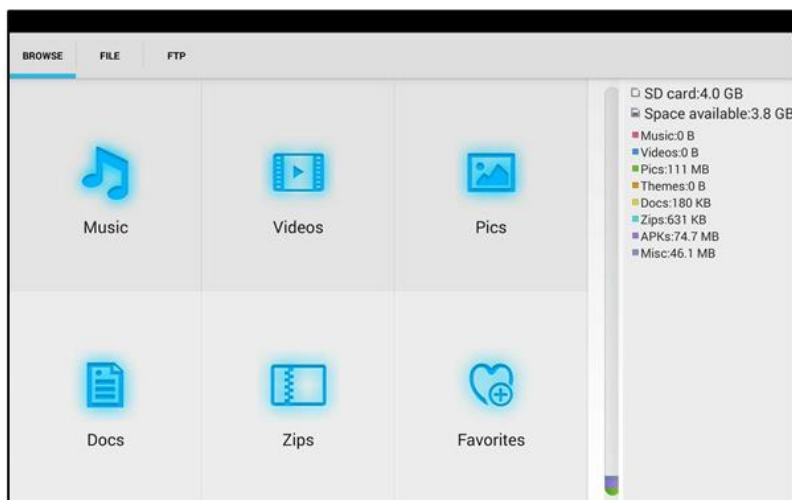 BROWSE FILE FTP
Music Videos Pics
Docs Zips Favorites
SD card:4.0 GB
Space available:3.8 GB
Music:0 B
Videos:0 B
Pics:111 MB
Themes:0 B
Docs:180 KB
Zips:631 KB
APKs:74.7 MB
Misc:46.1 MB